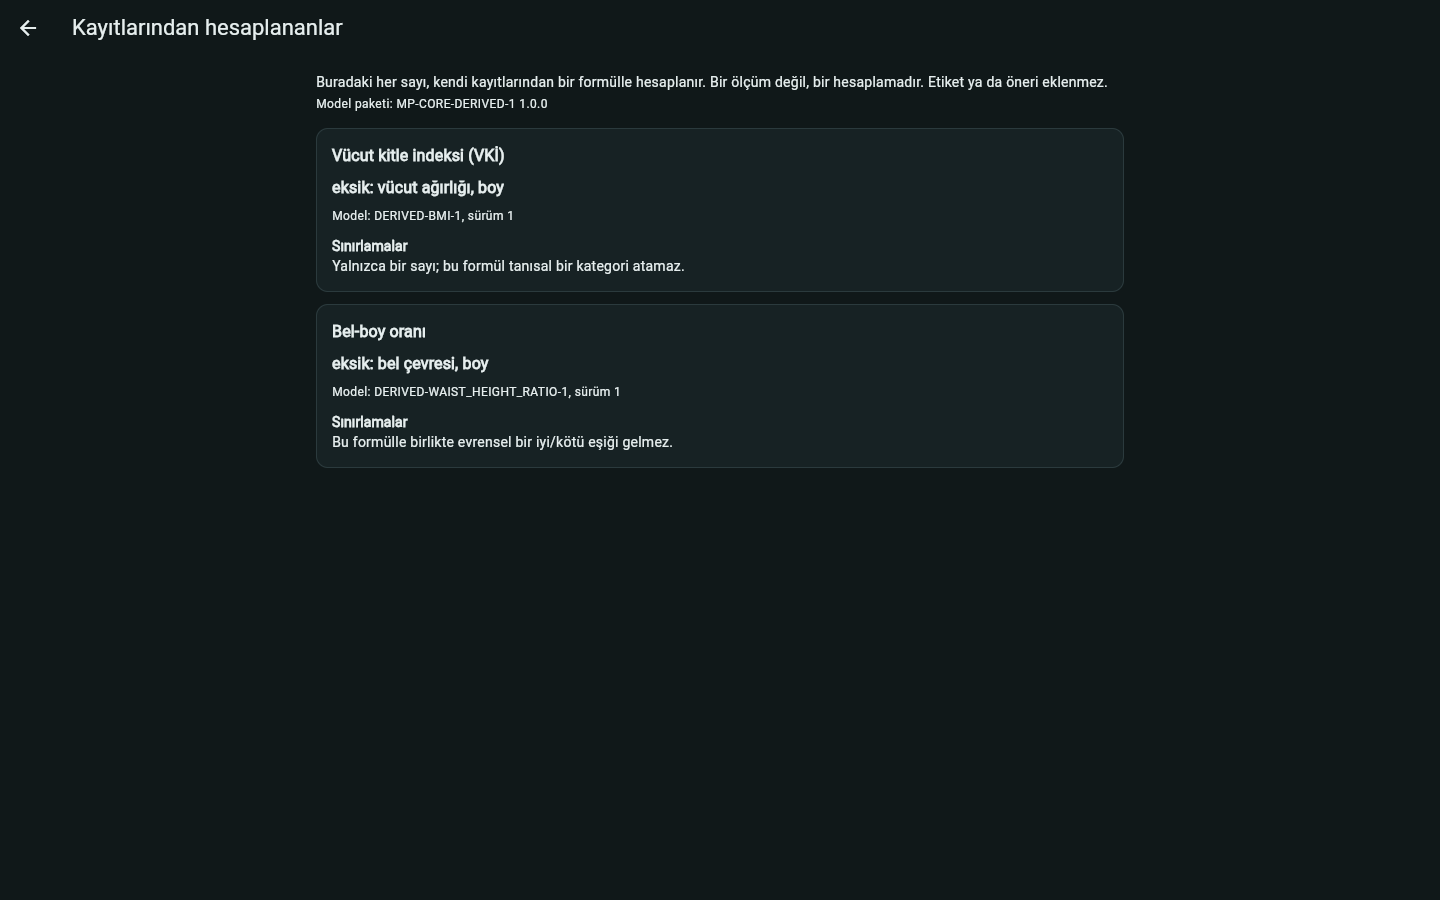 Kayıtlarından hesaplananlar
Buradaki her sayı, kendi kayıtlarından bir formülle hesaplanır. Bir ölçüm değil, bir hesaplamadır. Etiket ya da öneri eklenmez.
Model paketi: MP-CORE-DERIVED-1 1.0.0
Vücut kitle indeksi (VKİ)
eksik: vücut ağırlığı, boy
Model: DERIVED-BMI-1, sürüm 1
Sınırlamalar
Yalnızca bir sayı; bu formül tanısal bir kategori atamaz.
Bel-boy oranı
eksik: bel çevresi, boy
Model: DERIVED-WAIST_HEIGHT_RATIO-1, sürüm 1
Sınırlamalar
Bu formülle birlikte evrensel bir iyi/kötü eşiği gelmez.